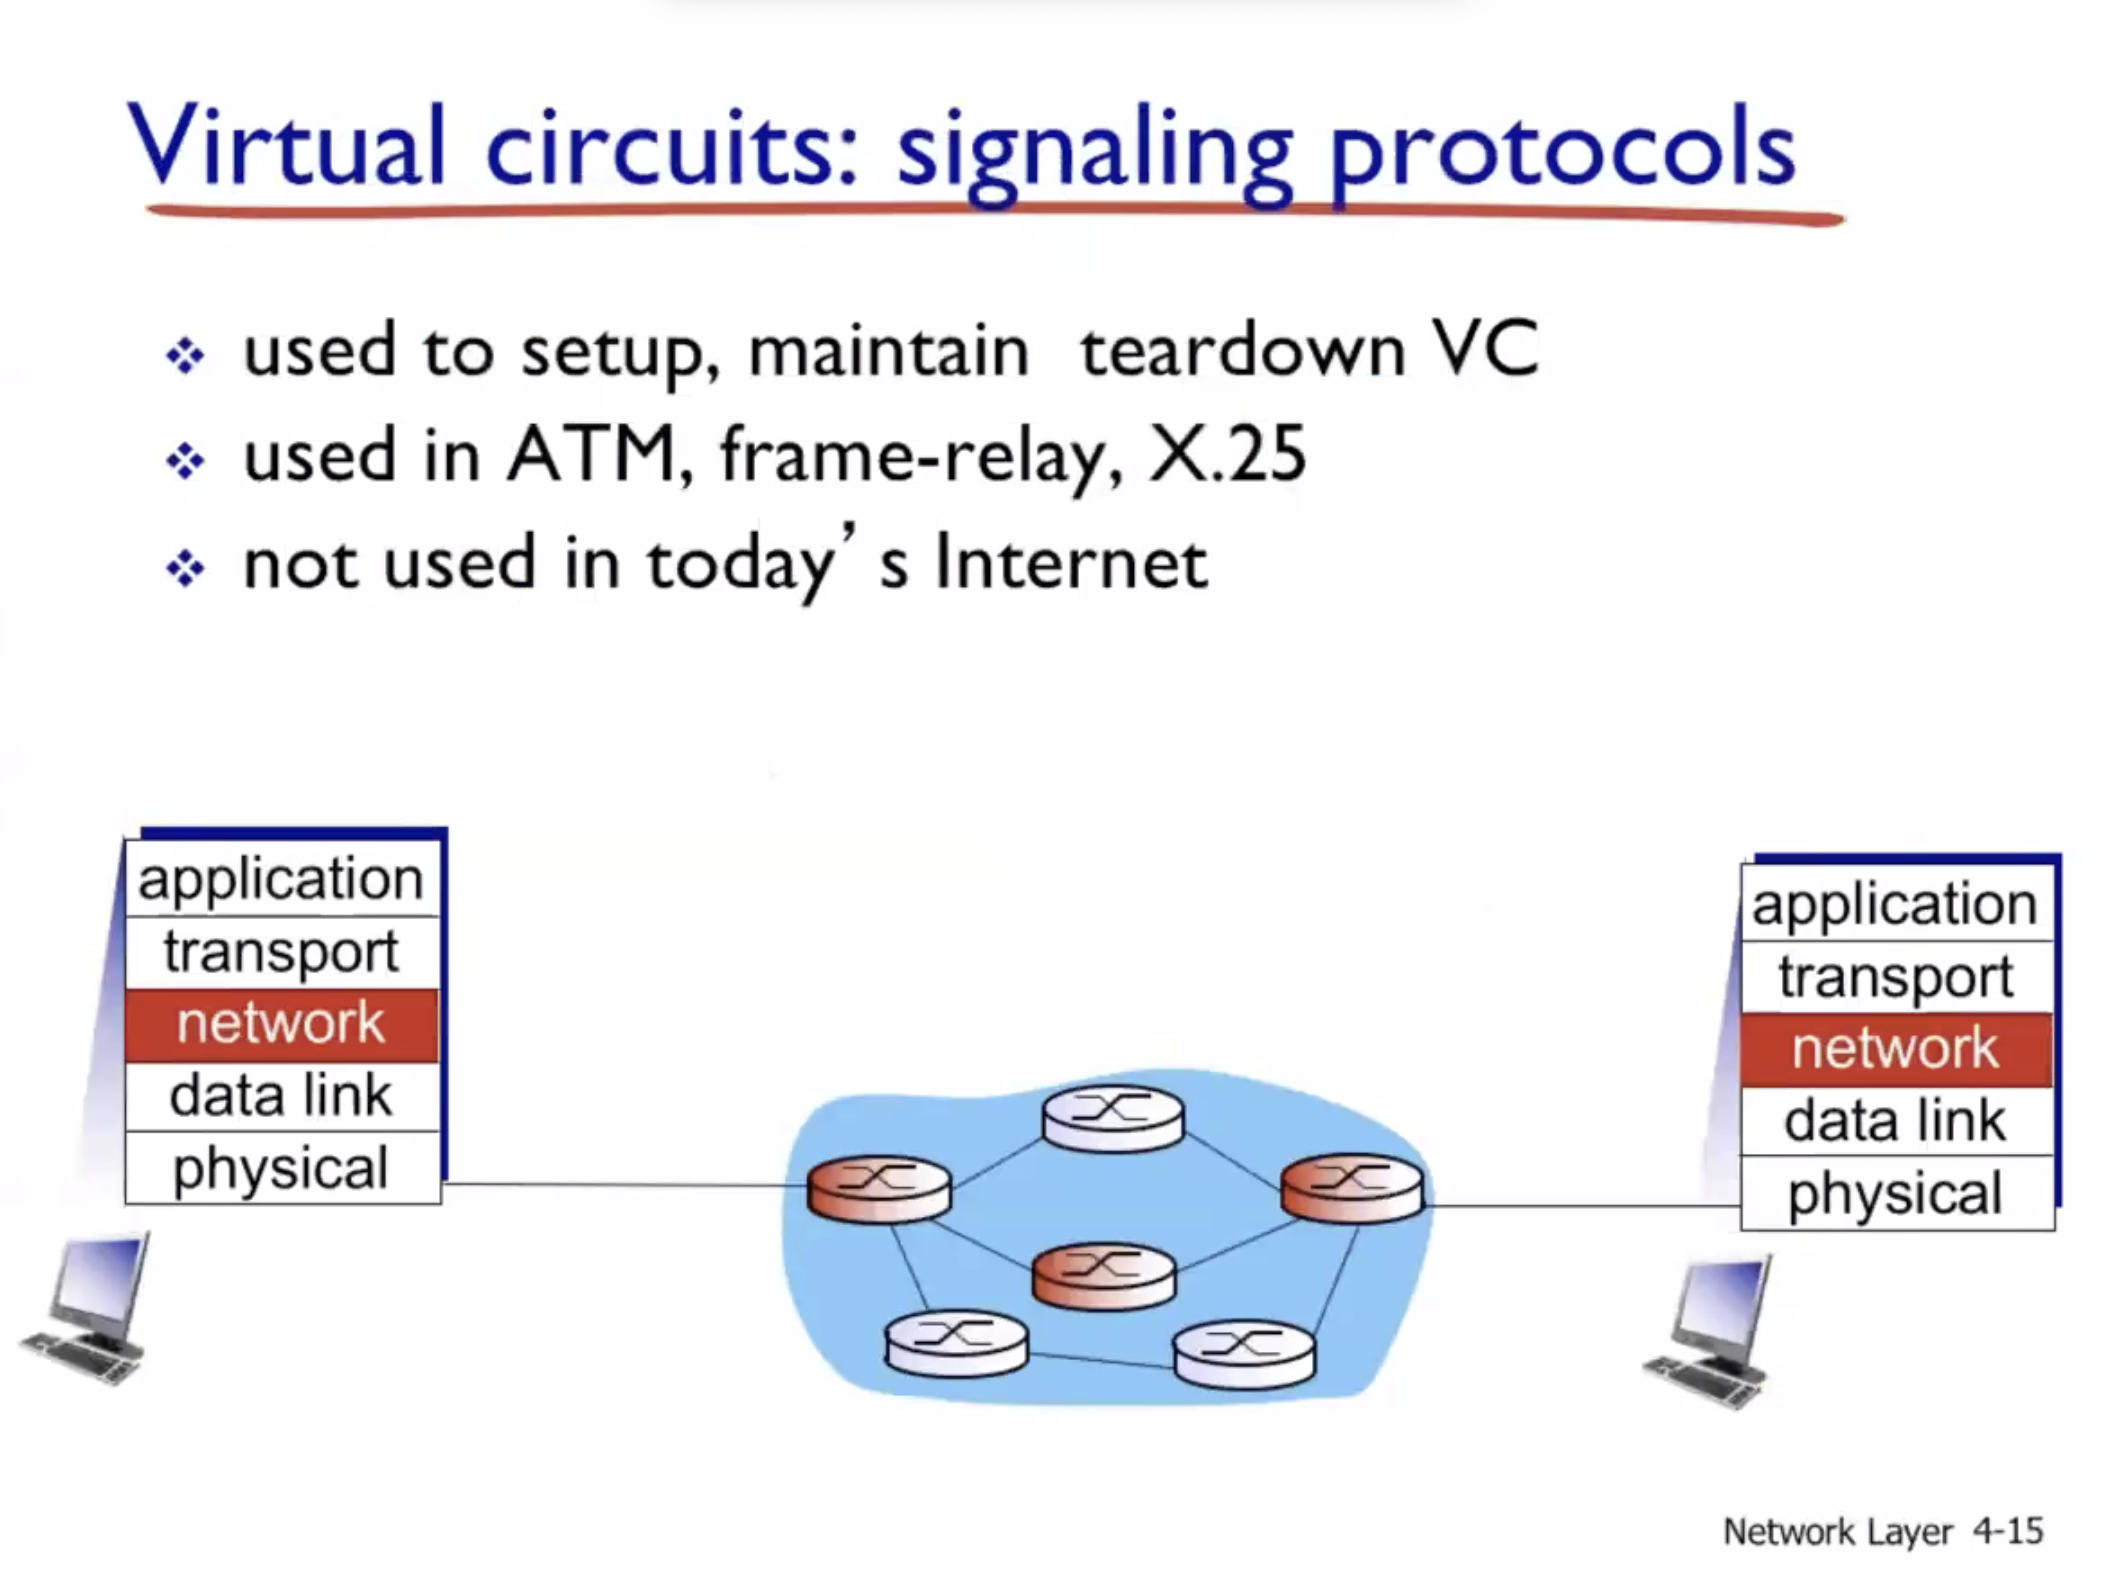 Virtual circuits: signaling protocols
used to setup, maintain  teardown VC
used in ATM, frame-relay, X.25
not used in today’ s Internet
application
transport
network
data link
physical
application
transport
network
data link
physical
Network Layer 4-15